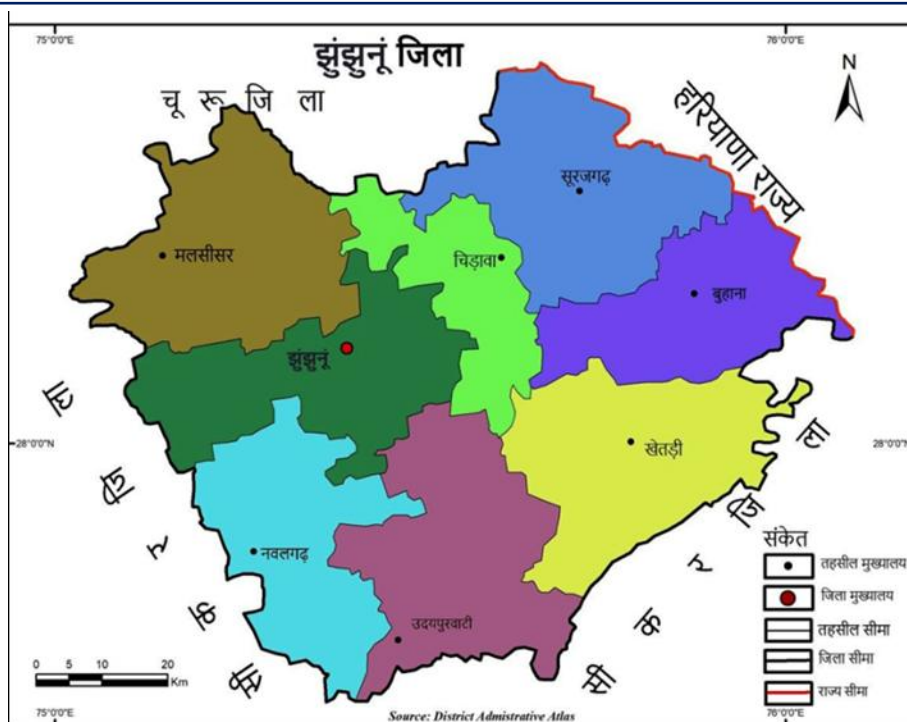 75°0'0"E
76°0'0"E
झुंझुनूं जिला
N
चू रू जि ला
हरियाणा राज्य
सूरजगढ़
मलसीसर
चिड़ावा
बुहाना
झुंझुनूं
28°0'0"N
28°0'0"N
खेतड़ी
सी क र जि ला
सी क र जि ला
नवलगढ़
उदयपुरवाटी
संकेत
तहसील मुख्यालय
जिला मुख्यालय
तहसील सीमा
जिला सीमा
राज्य सीमा
0 5 10 20
Km
75°0'0"E
Source: District Admistrative Atlas
76°0'0"E